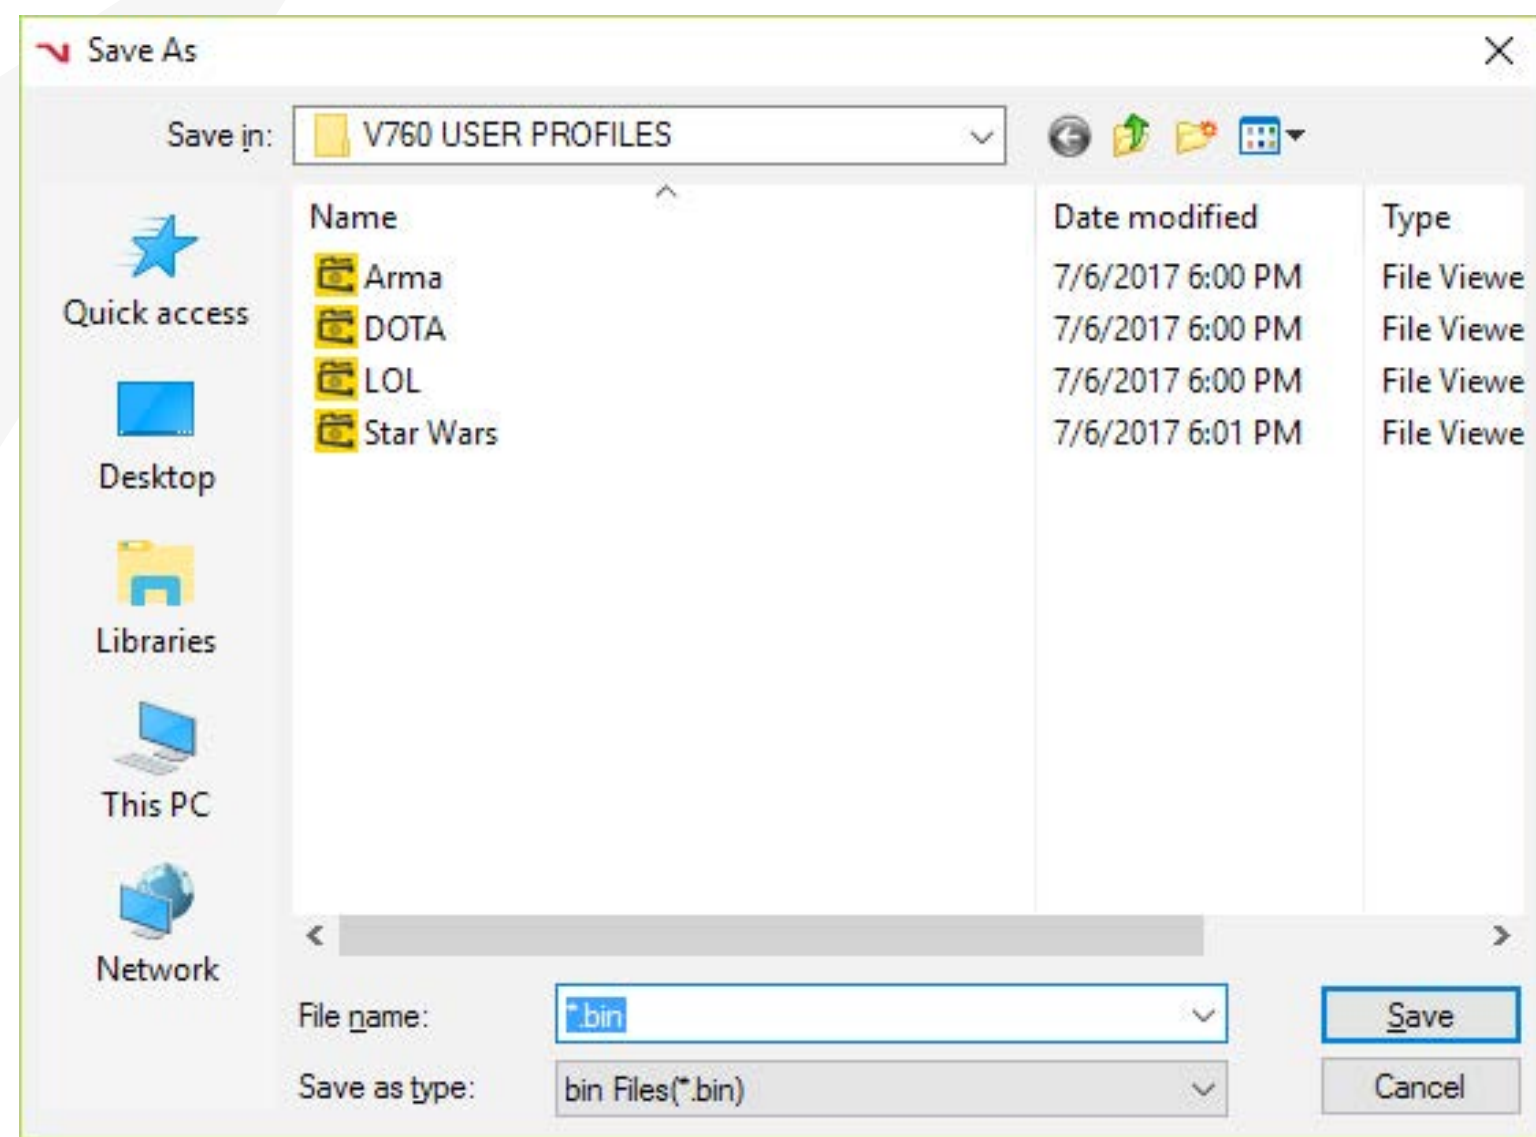 Save As
Save in: V760 USER PROFILES
Name Date modified Type
Arma 7/6/2017 6:00 PM File Viewe
DOTA 7/6/2017 6:00 PM File Viewe
LOL 7/6/2017 6:00 PM File Viewe
Star Wars 7/6/2017 6:01 PM File Viewe
Quick access
Desktop
Libraries
This PC
Network
File name: *.bin Save
Save as type: bin Files(*.bin) Cancel